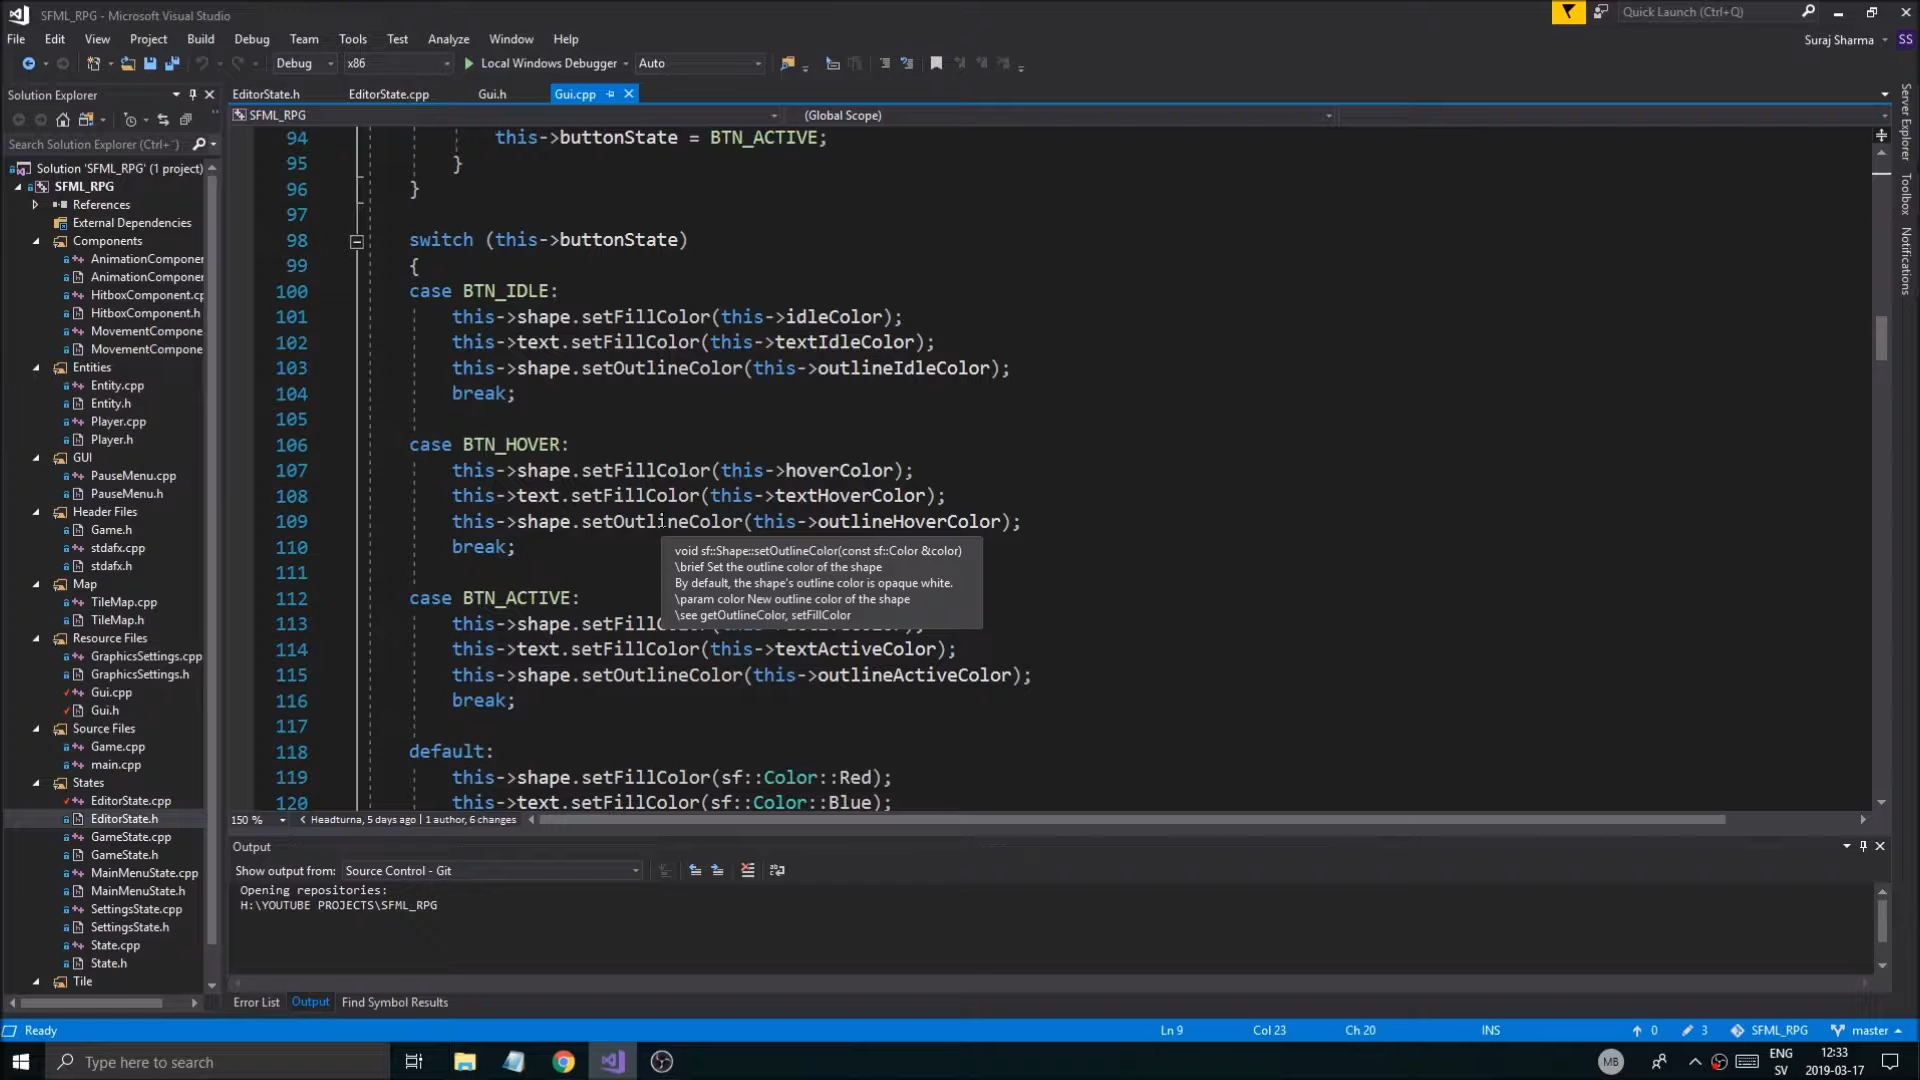 SFML_RPG - Microsoft Visual Studio
Quick Launch (Ctrl+Q)
File Edit View Project Build Debug Team Tools Test Analyze Window Help
Suraj Sharma SS
Debug x86 Local Windows Debugger Auto
Solution Explorer
EditorState.h EditorState.cpp Gui.h Gui.cpp
SFML_RPG (Global Scope)
Search Solution Explorer (Ctrl+¨)
Solution 'SFML_RPG' (1 project)
SFML_RPG
References
External Dependencies
Components
AnimationComponen
AnimationComponen
HitboxComponent.cp
HitboxComponent.h
MovementCompone
MovementCompone
Entities
Entity.cpp
Entity.h
Player.cpp
Player.h
GUI
PauseMenu.cpp
PauseMenu.h
Header Files
Game.h
stdafx.cpp
stdafx.h
Map
TileMap.cpp
TileMap.h
Resource Files
GraphicsSettings.cpp
GraphicsSettings.h
Gui.cpp
Gui.h
Source Files
Game.cpp
main.cpp
States
EditorState.cpp
EditorState.h
GameState.cpp
GameState.h
MainMenuState.cpp
MainMenuState.h
SettingsState.cpp
SettingsState.h
State.cpp
State.h
Tile
94 this->buttonState = BTN_ACTIVE;
95 }
96 }
97
98 switch (this->buttonState)
99 {
100 case BTN_IDLE:
101 this->shape.setFillColor(this->idleColor);
102 this->text.setFillColor(this->textIdleColor);
103 this->shape.setOutlineColor(this->outlineIdleColor);
104 break;
105
106 case BTN_HOVER:
107 this->shape.setFillColor(this->hoverColor);
108 this->text.setFillColor(this->textHoverColor);
109 this->shape.setOutlineColor(this->outlineHoverColor);
110 break;
111
112 case BTN_ACTIVE:
113 this->shape.setFillC
114 this->text.setFillColor(this->textActiveColor);
115 this->shape.setOutlineColor(this->outlineActiveColor);
116 break;
117
118 default:
119 this->shape.setFillColor(sf::Color::Red);
120 this->text.setFillColor(sf::Color::Blue);
void sf::Shape::setOutlineColor(const sf::Color &color)
\brief Set the outline color of the shape
By default, the shape's outline color is opaque white.
\param color New outline color of the shape
\see getOutlineColor, setFillColor
150 % Headturna, 5 days ago | 1 author, 6 changes
Server Explorer
Toolbox
Notifications
Output
Show output from: Source Control - Git
Opening repositories:
H:\YOUTUBE PROJECTS\SFML_RPG
Error List Output Find Symbol Results
Ready Ln 9 Col 23 Ch 20 INS 0 3 SFML_RPG master
Type here to search
MB
ENG
SV
12:33
2019-03-17